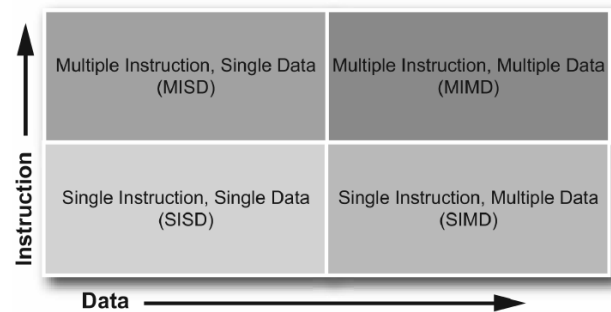 Multiple Instruction, Single Data
(MISD)
Multiple Instruction, Multiple Data
(MIMD)
Instruction
Single Instruction, Single Data
(SISD)
Single Instruction, Multiple Data
(SIMD)
Data